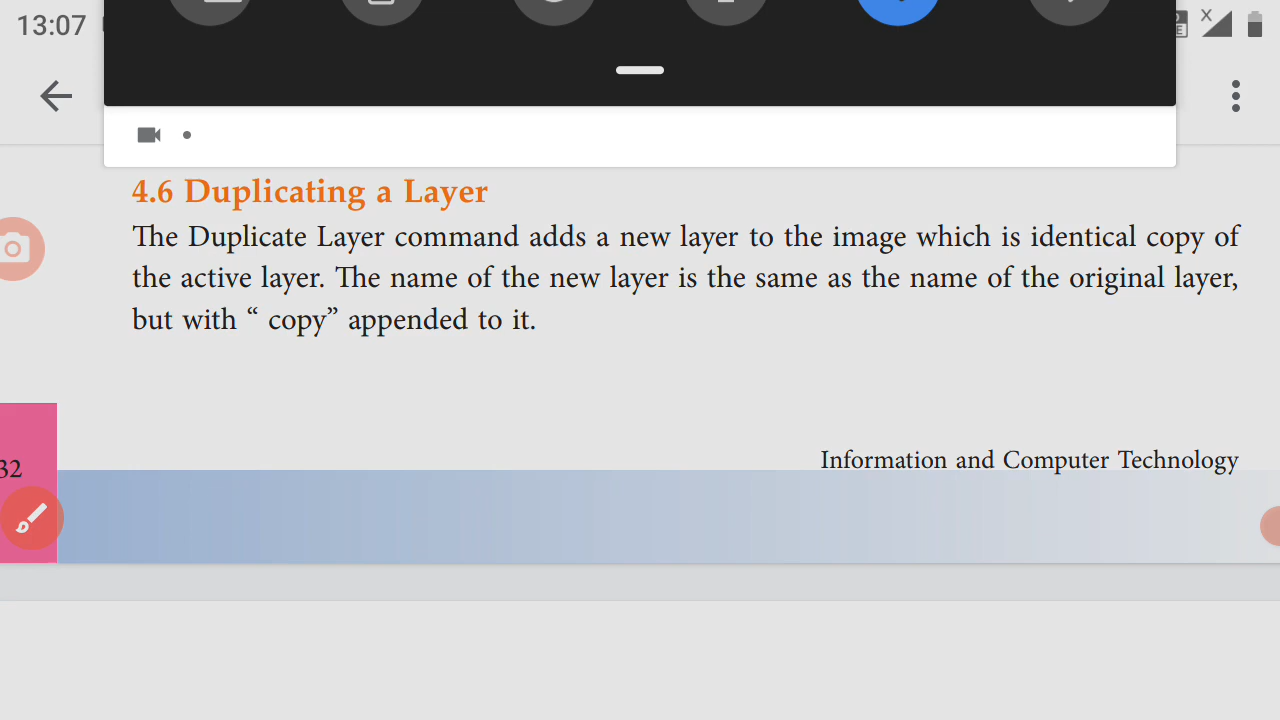 13:07
4.6 Duplicating a Layer
The Duplicate Layer command adds a new layer to the image which is identical copy of
the active layer. The name of the new layer is the same as the name of the original layer,
but with “ copy” appended to it.
Information and Computer Technology
32